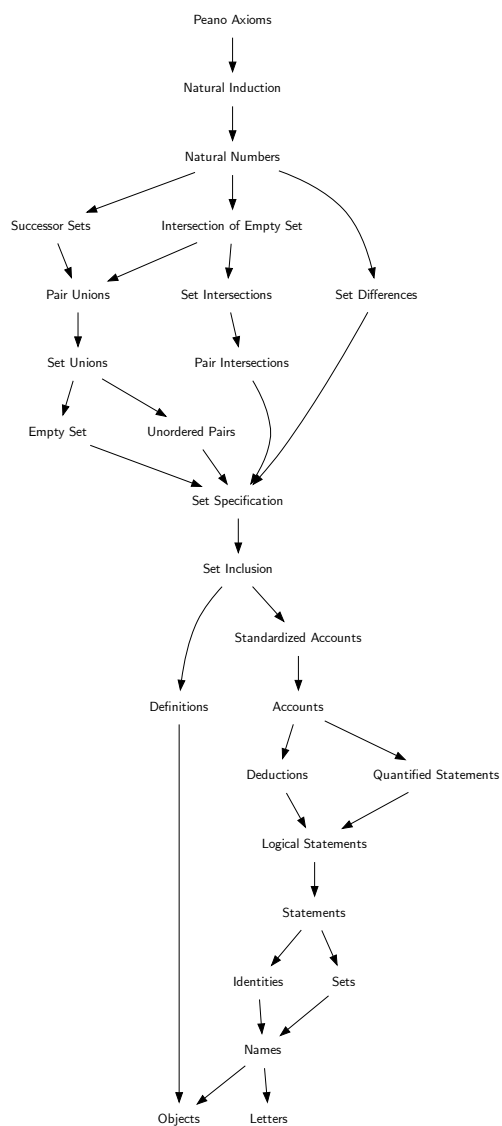 Peano Axioms
Natural Induction
Natural Numbers
Successor Sets
Intersection of Empty Set
Pair Unions
Set Intersections
Set Differences
Set Unions
Pair Intersections
Empty Set
Unordered Pairs
Set Specification
Set Inclusion
Standardized Accounts
Definitions
Accounts
Deductions
Quantified Statements
Logical Statements
Statements
Identities
Sets
Names
Objects
Letters